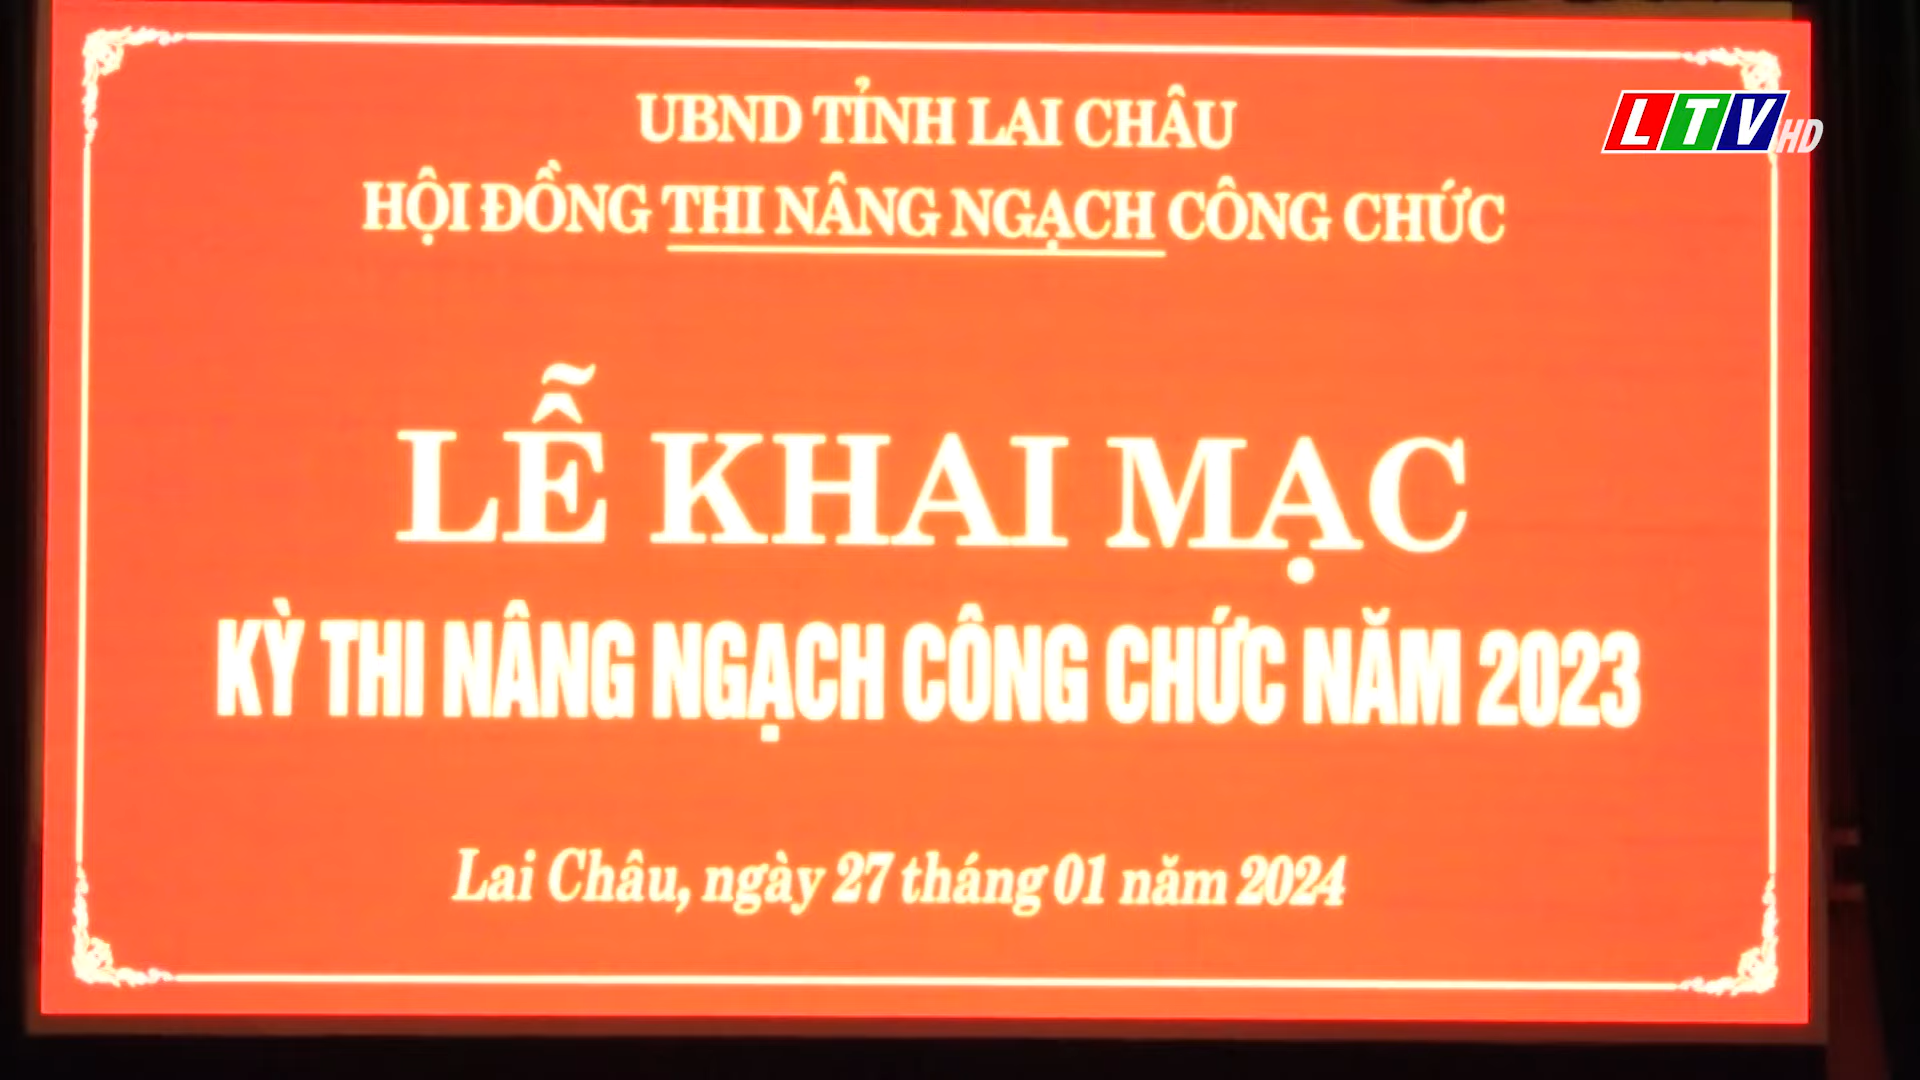 LTV HD
UBND TỈNH LAI CHÂU
HỘI ĐỒNG THI NÂNG NGẠCH CÔNG CHỨC
LỄ KHAI MẠC
KỲ THI NÂNG NGẠCH CÔNG CHỨC NĂM 2023
Lai Châu, ngày 27 tháng 01 năm 2024